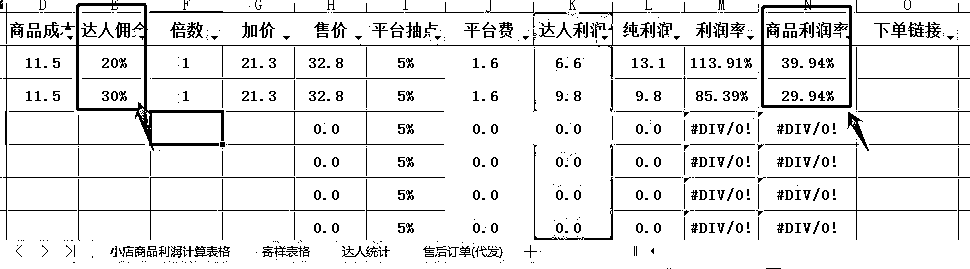 D E F G H I J K L M N O
商品成本 达人佣金 倍数 加价 售价 平台抽点 平台费 达人利润 纯利润 利润率 商品利润率 下单链接
11.5 20% 1 21.3 32.8 5% 1.6 6.6 13.1 113.91% 39.94%
11.5 30% 1 21.3 32.8 5% 1.6 9.8 9.8 85.39% 29.94%
0.0 5% 0.0 0.0 0.0 #DIV/0! #DIV/0!
0.0 5% 0.0 0.0 0.0 #DIV/0! #DIV/0!
0.0 5% 0.0 0.0 0.0 #DIV/0! #DIV/0!
0.0 5% 0.0 0.0 0.0 #DIV/0! #DIV/0!
小店商品利润计算表格 寄样表格 达人统计 售后订单(代发)